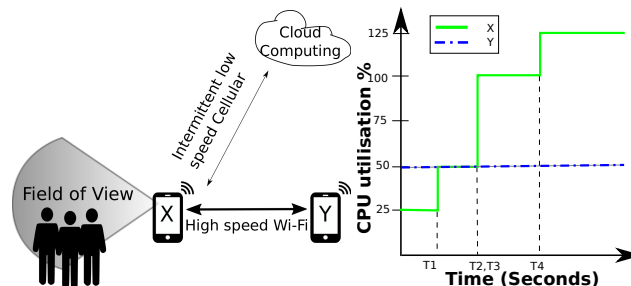 Cloud
Computing
Intermittent low
speed Cellular
Field of View
X
Y
High speed Wi-Fi
CPU utilisation %
125
100
50
25
X
Y
T1
T2,T3
T4
Time (Seconds)